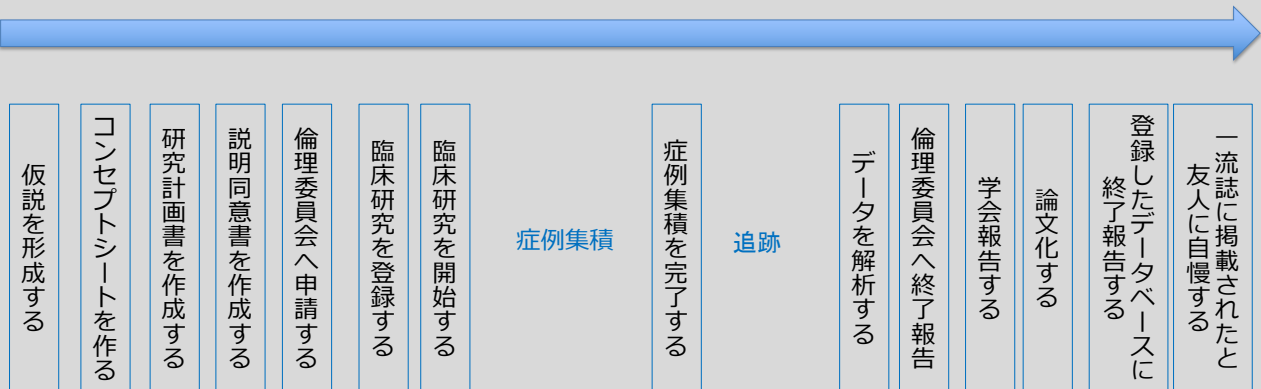 仮説を形成する
コンセプトシートを作る
研究計画書を作成する
説明同意書を作成する
倫理委員会へ申請する
臨床研究を登録する
臨床研究を開始する
症例集積
症例集積を完了する
追跡
データを解析する
倫理委員会へ終了報告
学会報告する
論文化する
登録したデータベースに
終了報告する
一流誌に掲載されたと
友人に自慢する